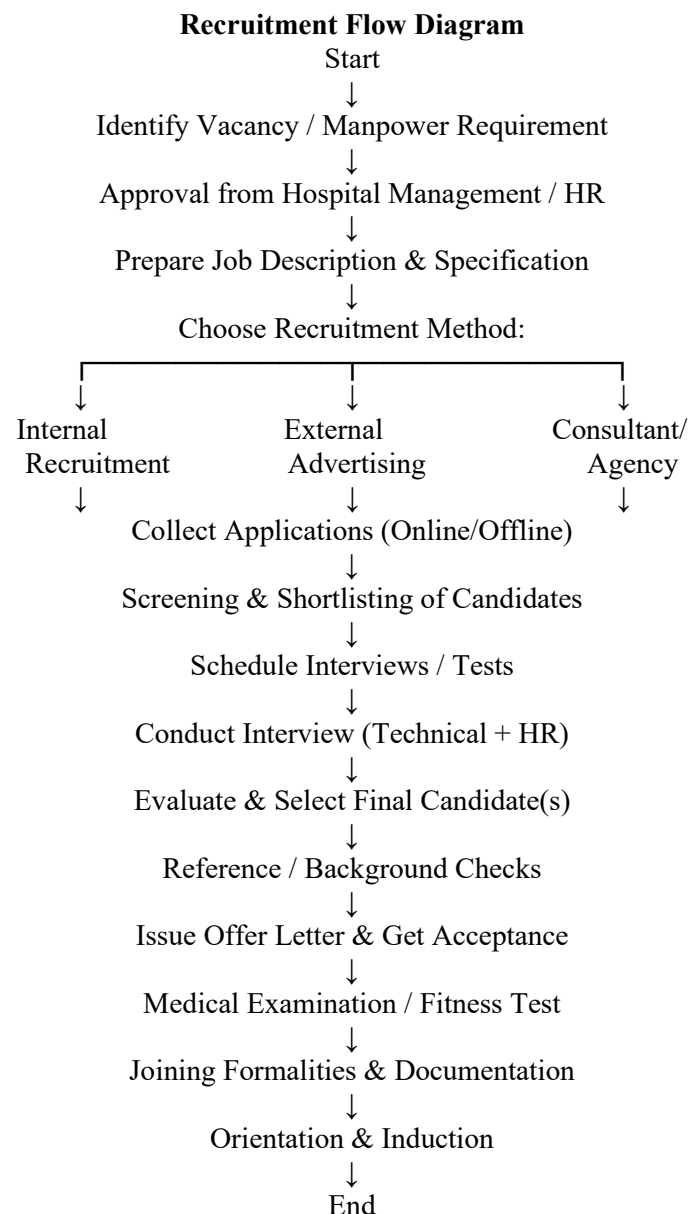 Recruitment Flow Diagram
Start
↓
Identify Vacancy / Manpower Requirement
↓
Approval from Hospital Management / HR
↓
Prepare Job Description & Specification
↓
Choose Recruitment Method:
↓ ↓ ↓
Internal External Consultant/
Recruitment Advertising Agency
↓ ↓ ↓
Collect Applications (Online/Offline)
↓
Screening & Shortlisting of Candidates
↓
Schedule Interviews / Tests
↓
Conduct Interview (Technical + HR)
↓
Evaluate & Select Final Candidate(s)
↓
Reference / Background Checks
↓
Issue Offer Letter & Get Acceptance
↓
Medical Examination / Fitness Test
↓
Joining Formalities & Documentation
↓
Orientation & Induction
↓
End